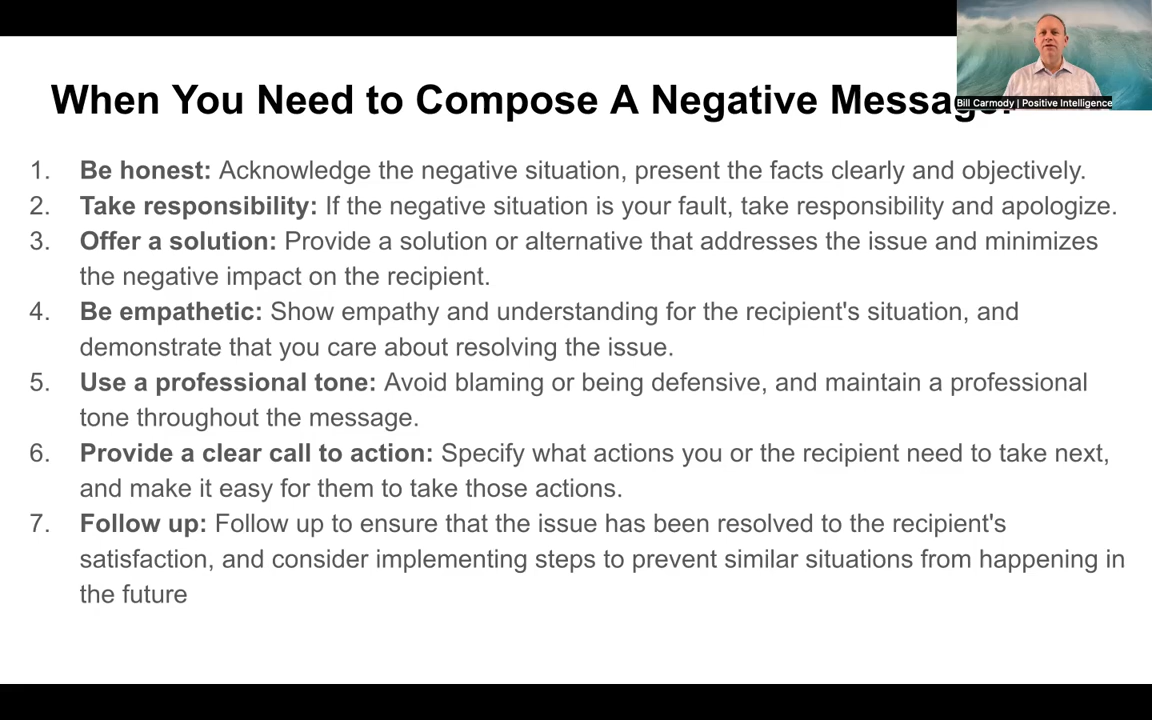 When You Need to Compose A Negative Message:
Bill Carmody | Positive Intelligence
1. Be honest: Acknowledge the negative situation, present the facts clearly and objectively.
2. Take responsibility: If the negative situation is your fault, take responsibility and apologize.
3. Offer a solution: Provide a solution or alternative that addresses the issue and minimizes
the negative impact on the recipient.
4. Be empathetic: Show empathy and understanding for the recipient's situation, and
demonstrate that you care about resolving the issue.
5. Use a professional tone: Avoid blaming or being defensive, and maintain a professional
tone throughout the message.
6. Provide a clear call to action: Specify what actions you or the recipient need to take next,
and make it easy for them to take those actions.
7. Follow up: Follow up to ensure that the issue has been resolved to the recipient's
satisfaction, and consider implementing steps to prevent similar situations from happening in
the future